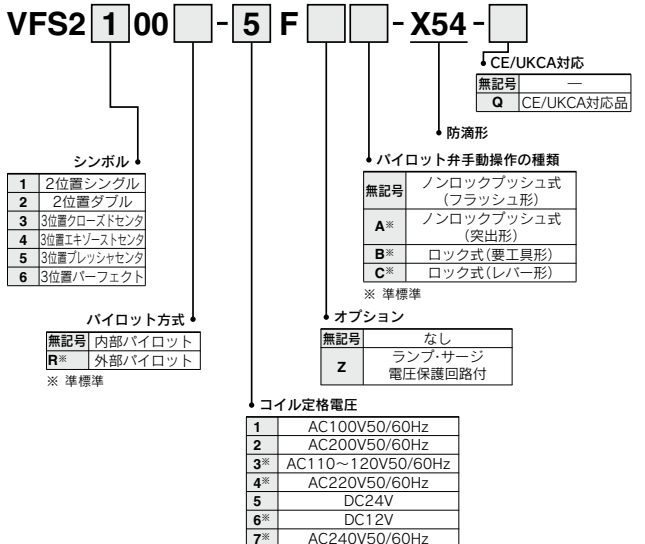 VFS2 1 00 - 5 F - X54 -
CE/UKCA対応
無記号 —
Q CE/UKCA対応品
防滴形
パイロット弁手動操作の種類
無記号 ノンロックプッシュ式
(フラッシュ形)
A※ ノンロックプッシュ式
(突出形)
B※ ロック式(要工具形)
C※ ロック式(レバー形)
※ 準標準
シンボル
1 2位置シングル
2 2位置ダブル
3 3位置クローズドセンタ
4 3位置エキゾーストセンタ
5 3位置プレッシャセンタ
6 3位置パーフェクト
パイロット方式
無記号 内部パイロット
R※ 外部パイロット
※ 準標準
オプション
無記号 なし
Z ランプ・サージ
電圧保護回路付
コイル定格電圧
1 AC100V50/60Hz
2 AC200V50/60Hz
3※ AC110~120V50/60Hz
4※ AC220V50/60Hz
5 DC24V
6※ DC12V
7※ AC240V50/60Hz